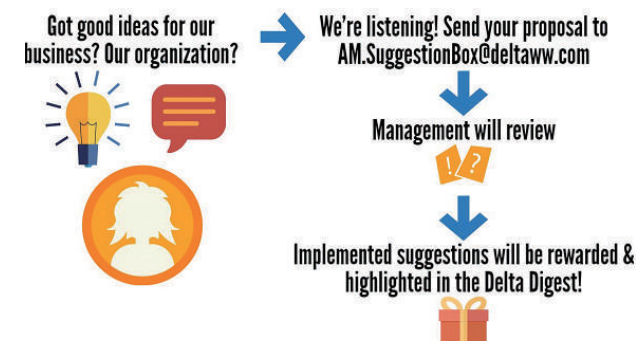 Got good ideas for our
business? Our organization?
We're listening! Send your proposal to
AM.SuggestionBox@deltaww.com
Management will review
! ?
Implemented suggestions will be rewarded &
highlighted in the Delta Digest!